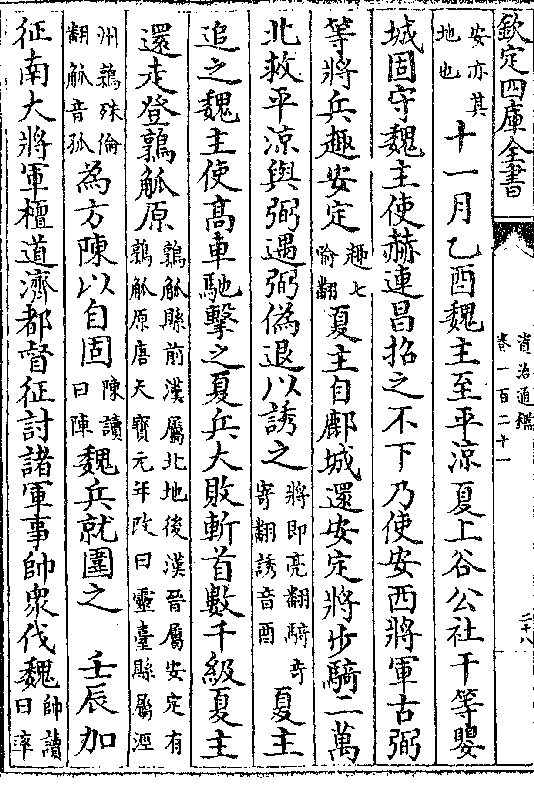 欽定四庫全書
資治通鑑
卷一百二十一
二十八
安亦其地也十一月乙酉魏主至平涼夏上谷公社干等嬰
城固守魏主使赫連昌招之不下乃使安西將軍古弼
等將兵趣安定趣七喻翻夏主自鄜城還安定將步騎二萬
北救平涼與弼遇弼偽退以誘之將即亮翻騎奇寄翻誘音酉夏主
追之魏主使髙車馳擊之夏兵大敗斬首數千級夏主
還走登鶉觚原鶉觚縣前漢屬北地後漢晉屬安定有鶉觚原唐天寶元年改曰靈臺縣屬涇
州鶉殊倫翻觚音孤為方陳以自固陳讀曰陣魏兵就圍之 壬辰加
征南大將軍檀道濟都督征討諸軍事帥衆伐魏帥讀曰率